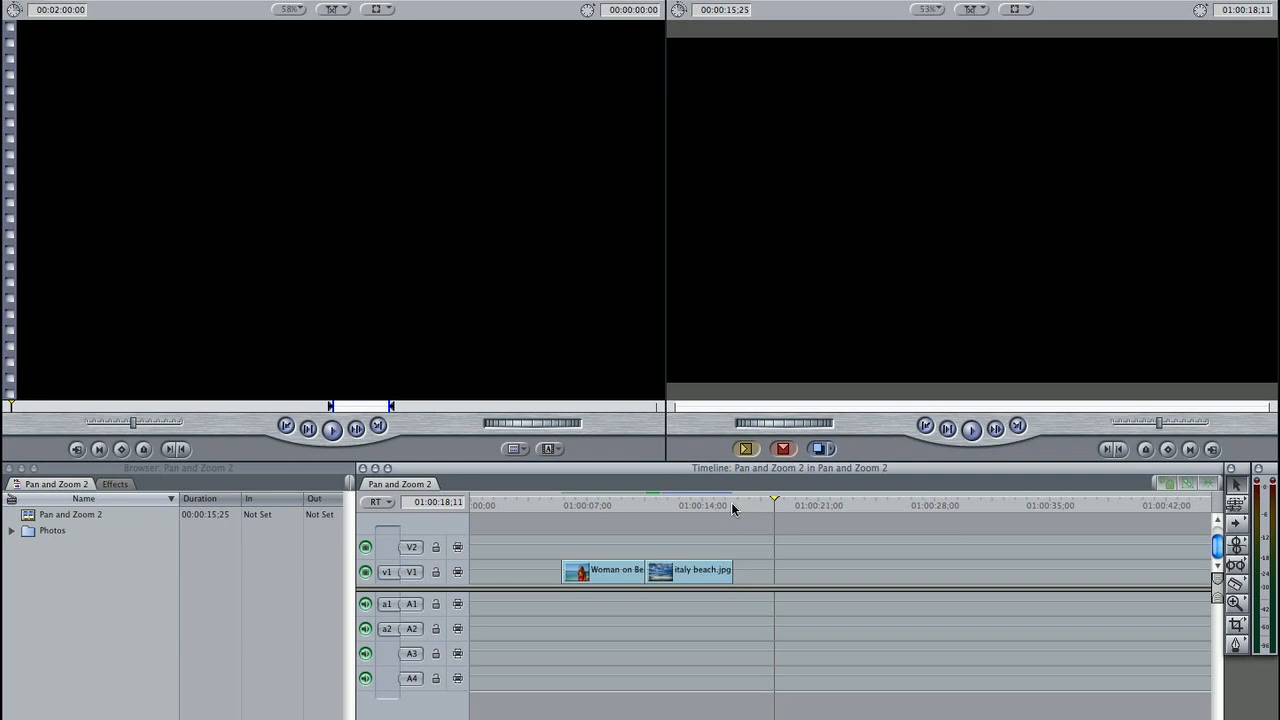 00:02:00:00 58% 00:00:00:00 00:00:15;25 53% 01:00:18;11
Browser: Pan and Zoom 2
Timeline: Pan and Zoom 2 in Pan and Zoom 2
Pan and Zoom 2 Effects
Pan and Zoom 2
Name Duration In Out
RT 01:00:18;11 :00;00 01:00:07;00 01:00:14;00 01:00:21;00 01:00:28;00 01:00:35;00 01:00:42;00
Pan and Zoom 2 00:00:15;25 Not Set Not Set
Photos
V2
v1 V1 Woman on Be italy beach.jpg
a1 A1
a2 A2
A3
A4